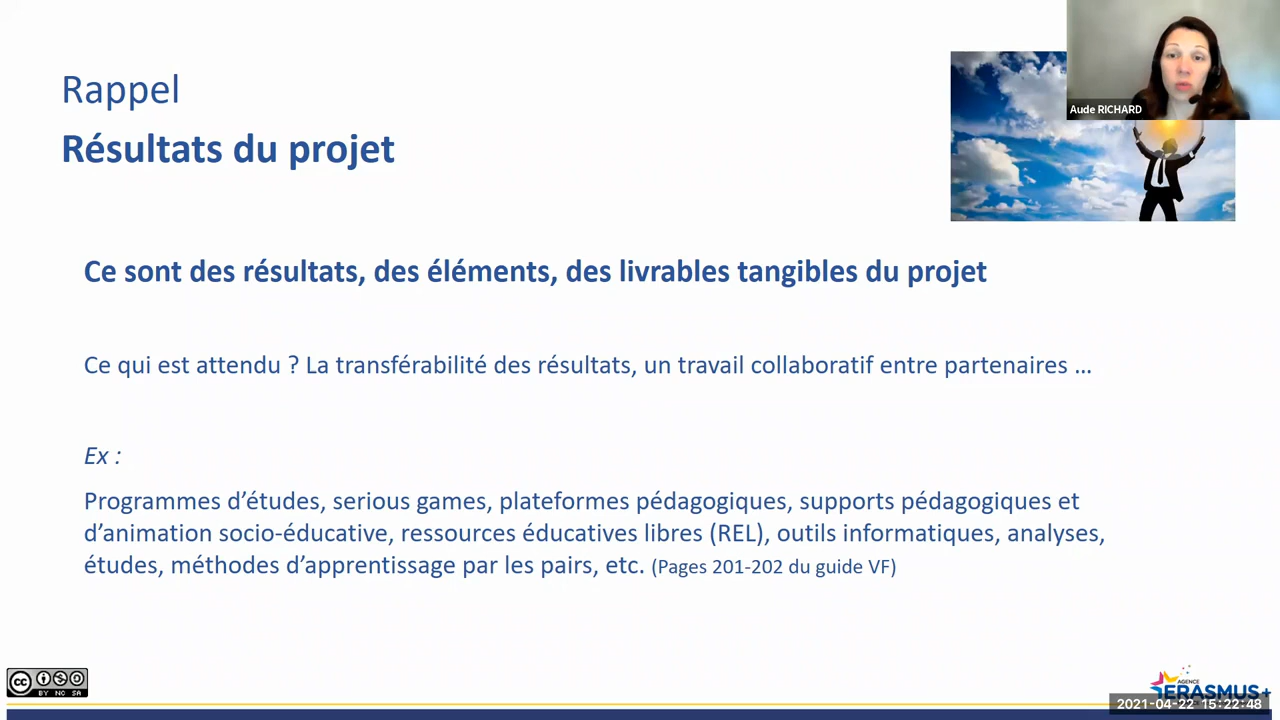 Rappel
Résultats du projet
Aude RICHARD
Ce sont des résultats, des éléments, des livrables tangibles du projet
Ce qui est attendu ? La transférabilité des résultats, un travail collaboratif entre partenaires …
Ex :
Programmes d’études, serious games, plateformes pédagogiques, supports pédagogiques et
d’animation socio-éducative, ressources éducatives libres (REL), outils informatiques, analyses,
études, méthodes d’apprentissage par les pairs, etc. (Pages 201-202 du guide VF)
cc
BY NC SA
AGENCE
ERASMUS+
2021-04-22 15:22:48